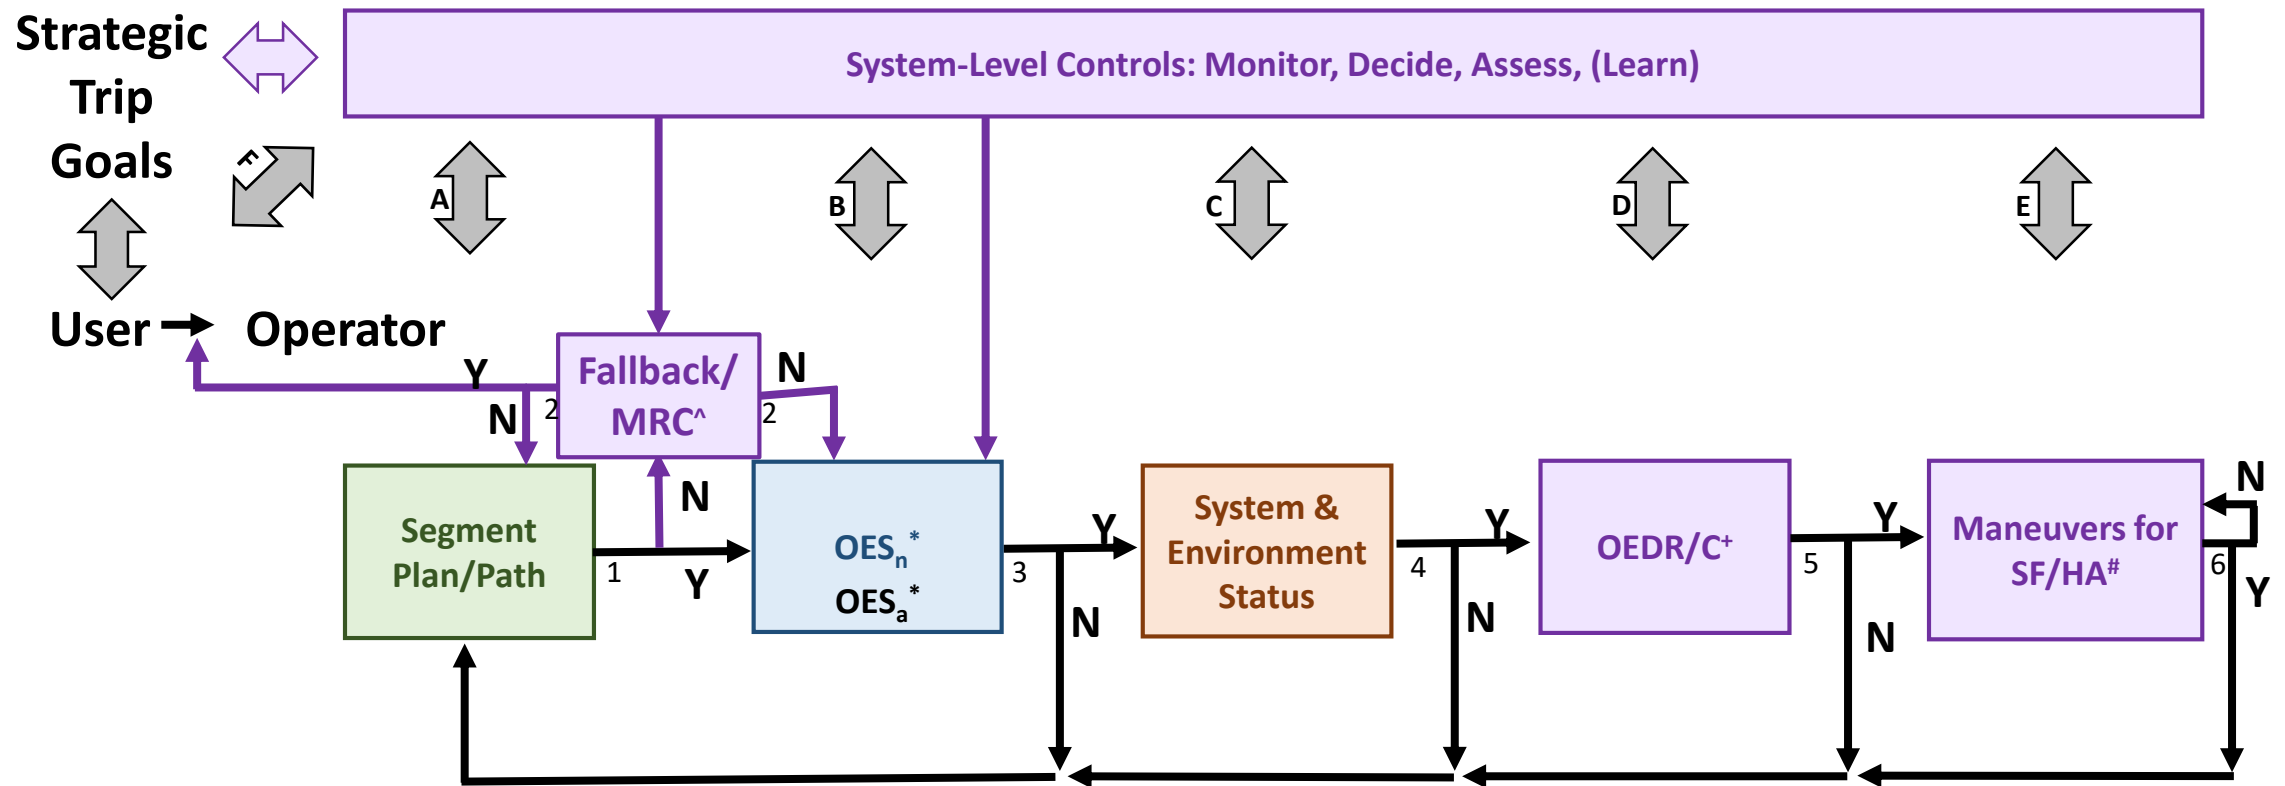 Strategic
Trip
Goals
System-Level Controls: Monitor, Decide, Assess, (Learn)
F
A
B
C
D
E
User
Operator
Y
N
2
Fallback/
MRC^
N
2
N
Segment
Plan/Path
1
Y
OESn*
OESa*
3
Y
N
System &
Environment
Status
4
Y
N
OEDR/C+
5
Y
N
Maneuvers for
SF/HA#
N
6
Y